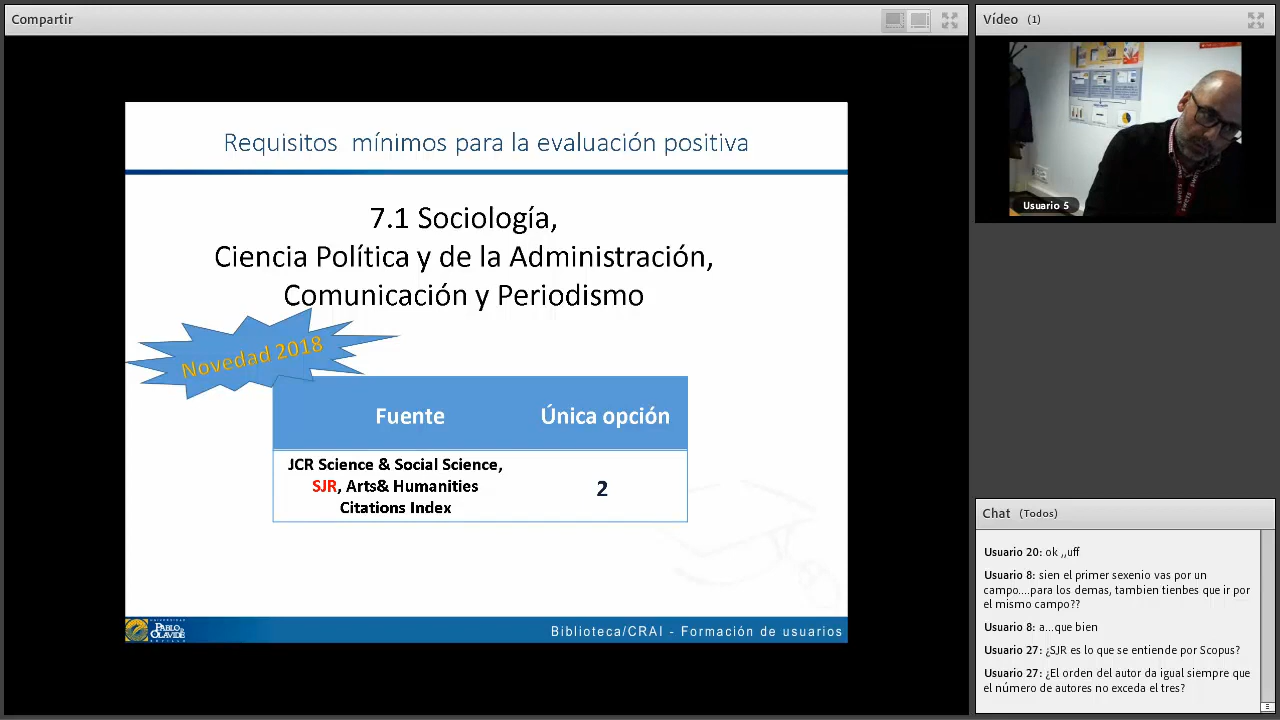 Compartir
Vídeo (1)
Usuario 5
Requisitos mínimos para la evaluación positiva
7.1 Sociología,
Ciencia Política y de la Administración,
Comunicación y Periodismo
Novedad 2018
Fuente Única opción
JCR Science & Social Science,
SJR, Arts& Humanities
Citations Index
2
PABLO DE
OLAVIDE
Biblioteca/CRAI - Formación de usuarios
Chat (Todos)
Usuario 20: ok ,,uff
Usuario 8: sien el primer sexenio vas por un
campo....para los demas, tambien tienbes que ir por
el mismo campo??
Usuario 8: a...que bien
Usuario 27: ¿SJR es lo que se entiende por Scopus?
Usuario 27: ¿El orden del autor da igual siempre que
el número de autores no exceda el tres?